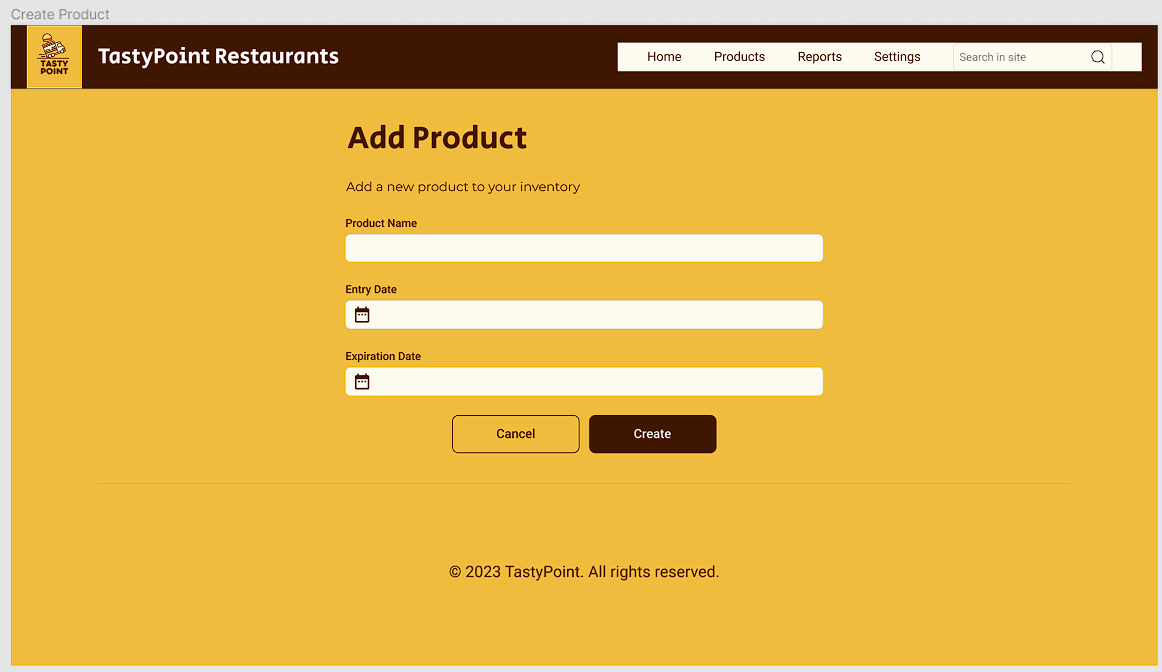 Create Product
TASTY
POINT
TastyPoint Restaurants
Home Products Reports Settings Search in site
Add Product
Add a new product to your inventory
Product Name
Entry Date
Expiration Date
Cancel Create
© 2023 TastyPoint. All rights reserved.